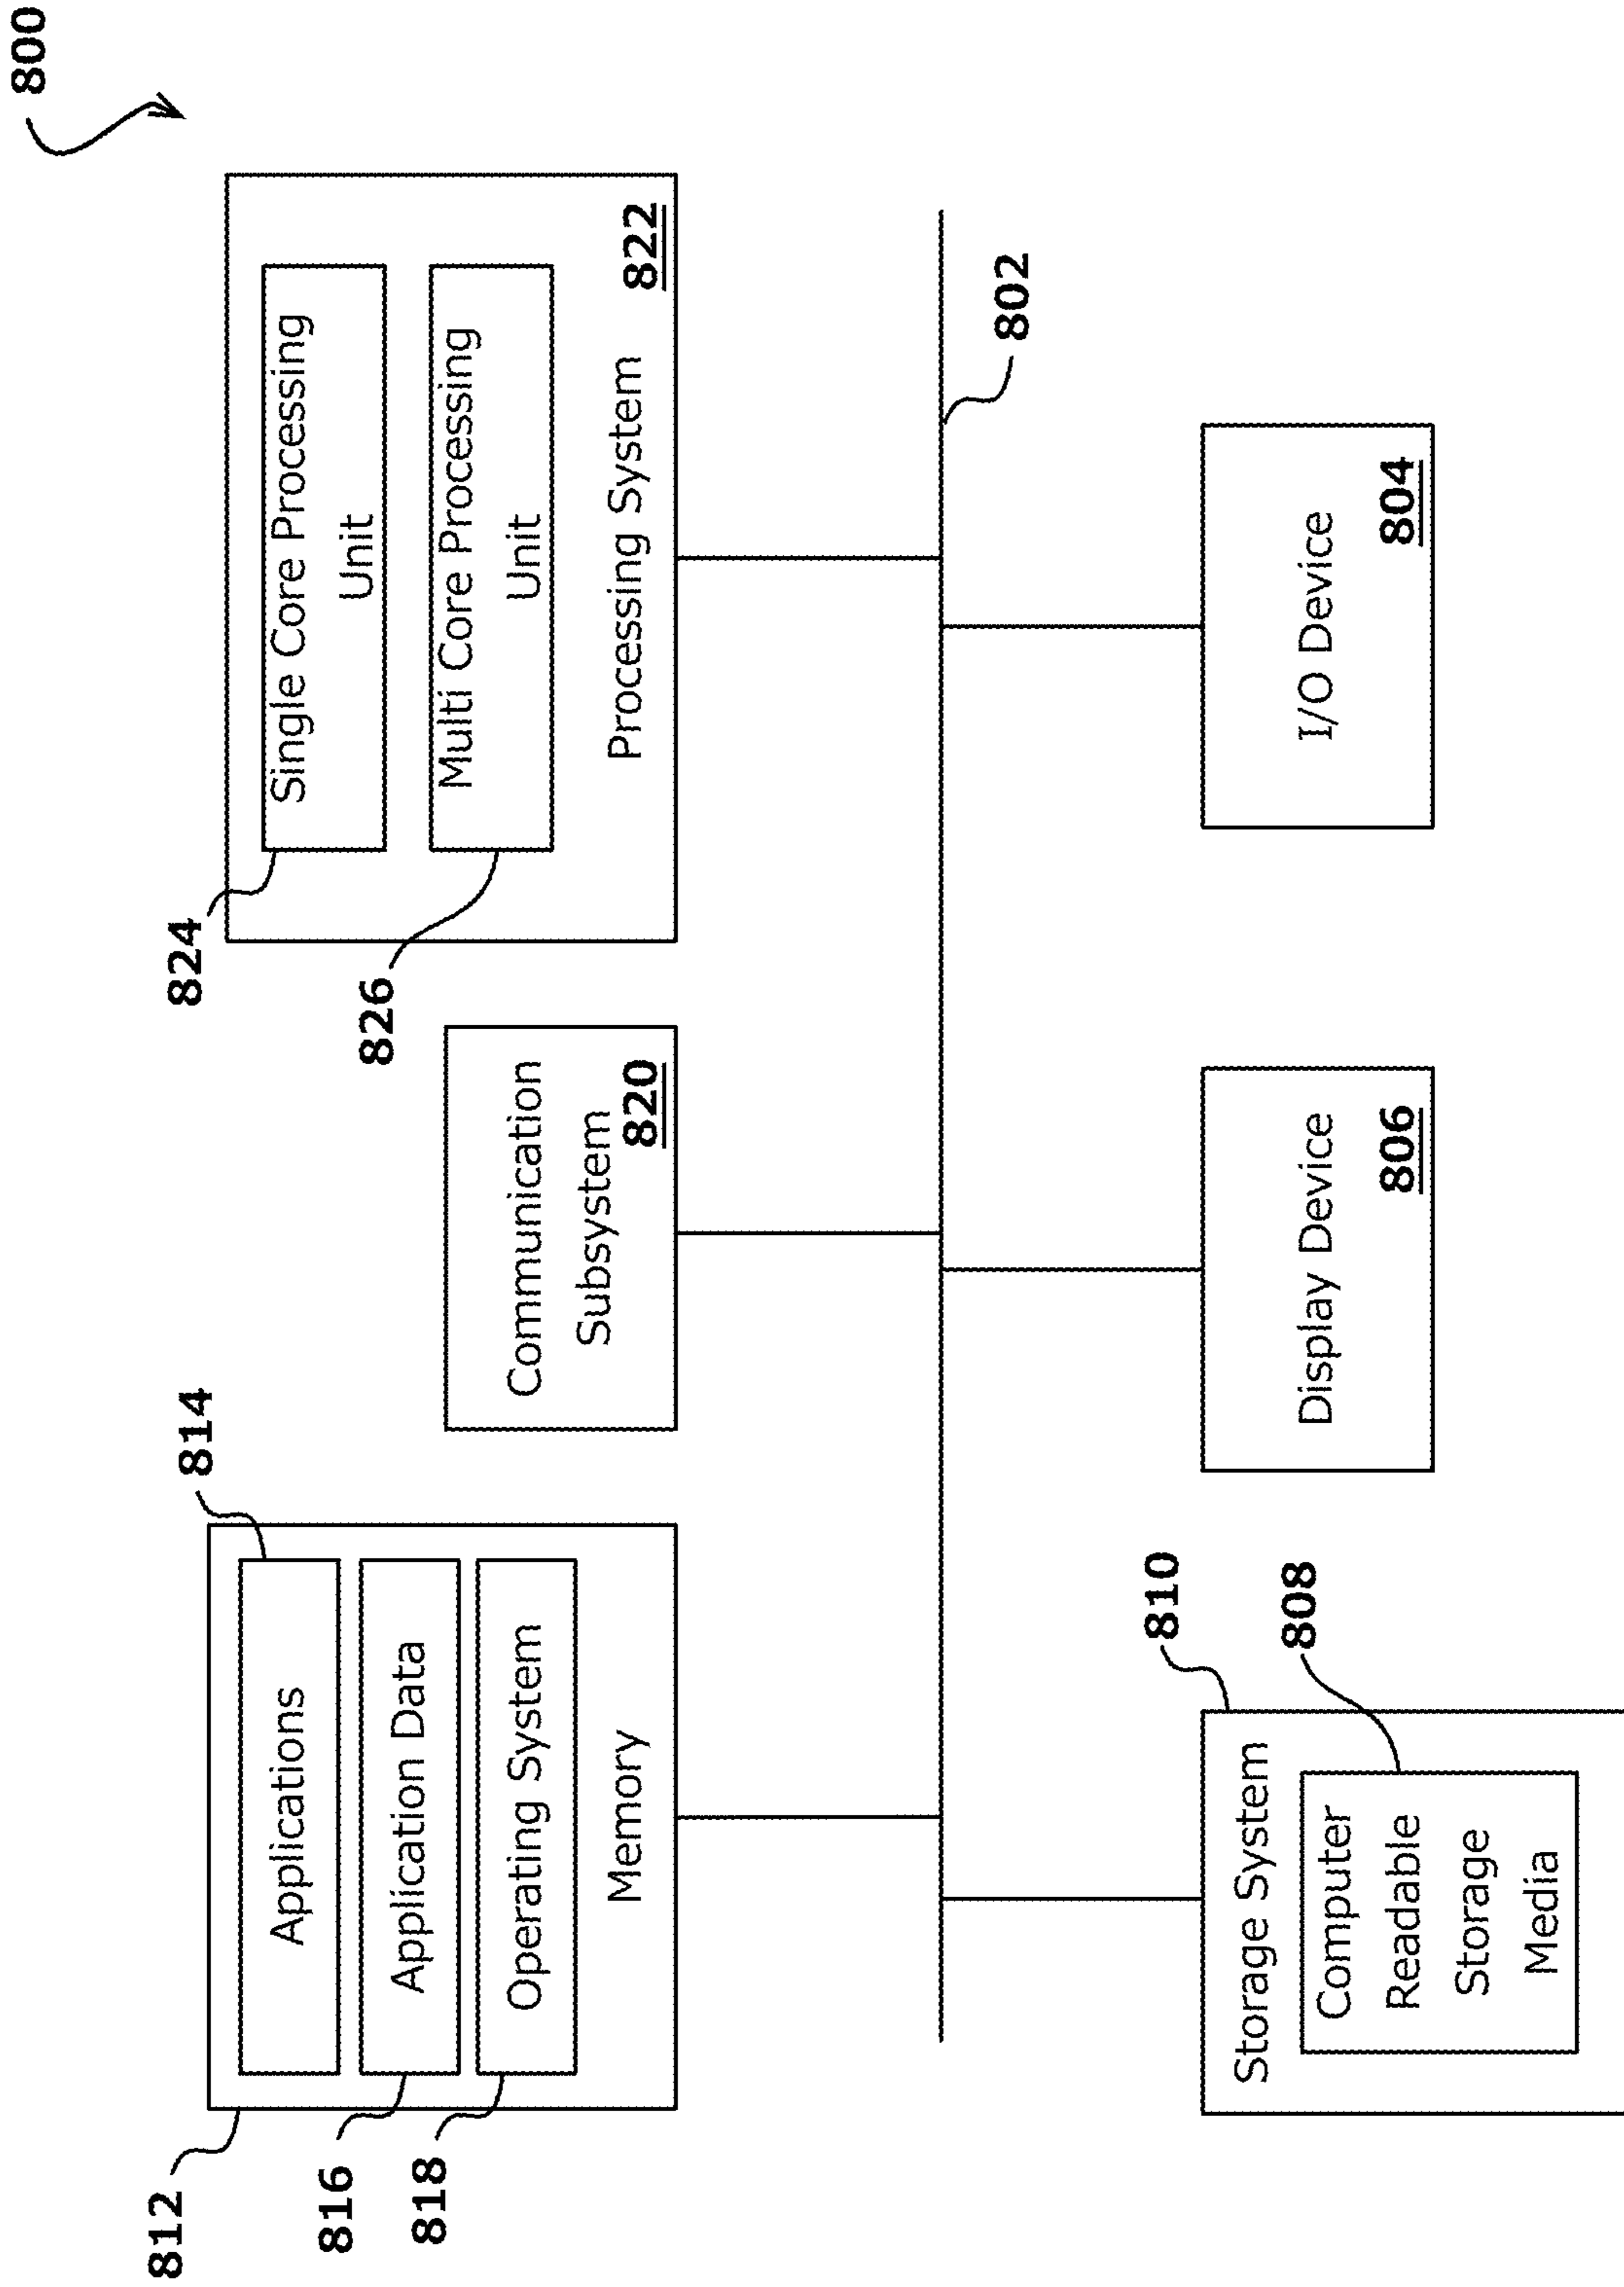 800
812
814
Applications
816
Application Data
818
Operating System
Memory
Communication
Subsystem
820
824
Single Core Processing
Unit
826
Multi Core Processing
Unit
Processing System
822
802
810
Storage System
808
Computer
Readable
Storage
Media
Display Device
806
I/O Device
804